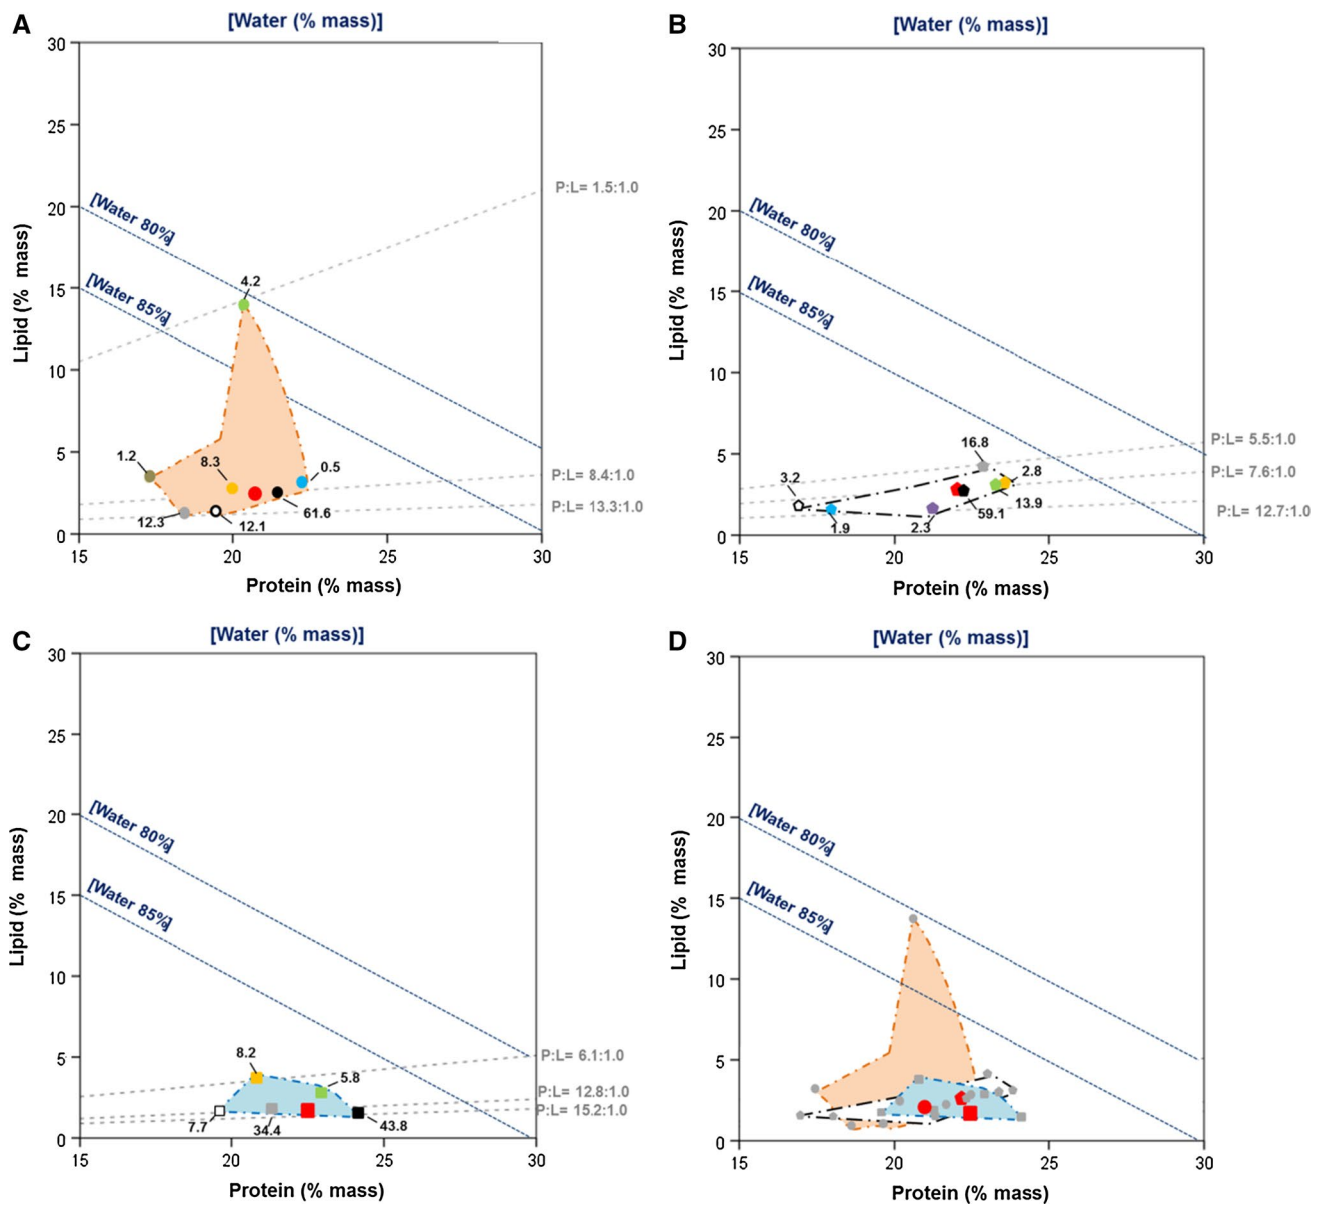 A
[Water (% mass)]
30
25
20
15
10
5
0
Lipid (%  mass)
[Water 80%]
[Water 85%]
4.2
1.2
8.3
0.5
12.3
12.1
61.6
P:L= 1.5:1.0
P:L= 8.4:1.0
P:L= 13.3:1.0
15
20
25
30
Protein (% mass)
B
[Water (% mass)]
30
25
20
15
10
5
0
Lipid (%  mass)
[Water 80%]
[Water 85%]
16.8
3.2
2.8
13.9
59.1
2.3
1.9
P:L= 5.5:1.0
P:L= 7.6:1.0
P:L= 12.7:1.0
15
20
25
30
Protein (% mass)
C
[Water (% mass)]
30
25
20
15
10
5
0
Lipid (%  mass)
[Water 80%]
[Water 85%]
8.2
5.8
7.7
34.4
43.8
P:L= 6.1:1.0
P:L= 12.8:1.0
P:L= 15.2:1.0
15
20
25
30
Protein (% mass)
D
[Water (% mass)]
30
25
20
15
10
5
0
Lipid (%  mass)
[Water 80%]
[Water 85%]
15
20
25
30
Protein (% mass)